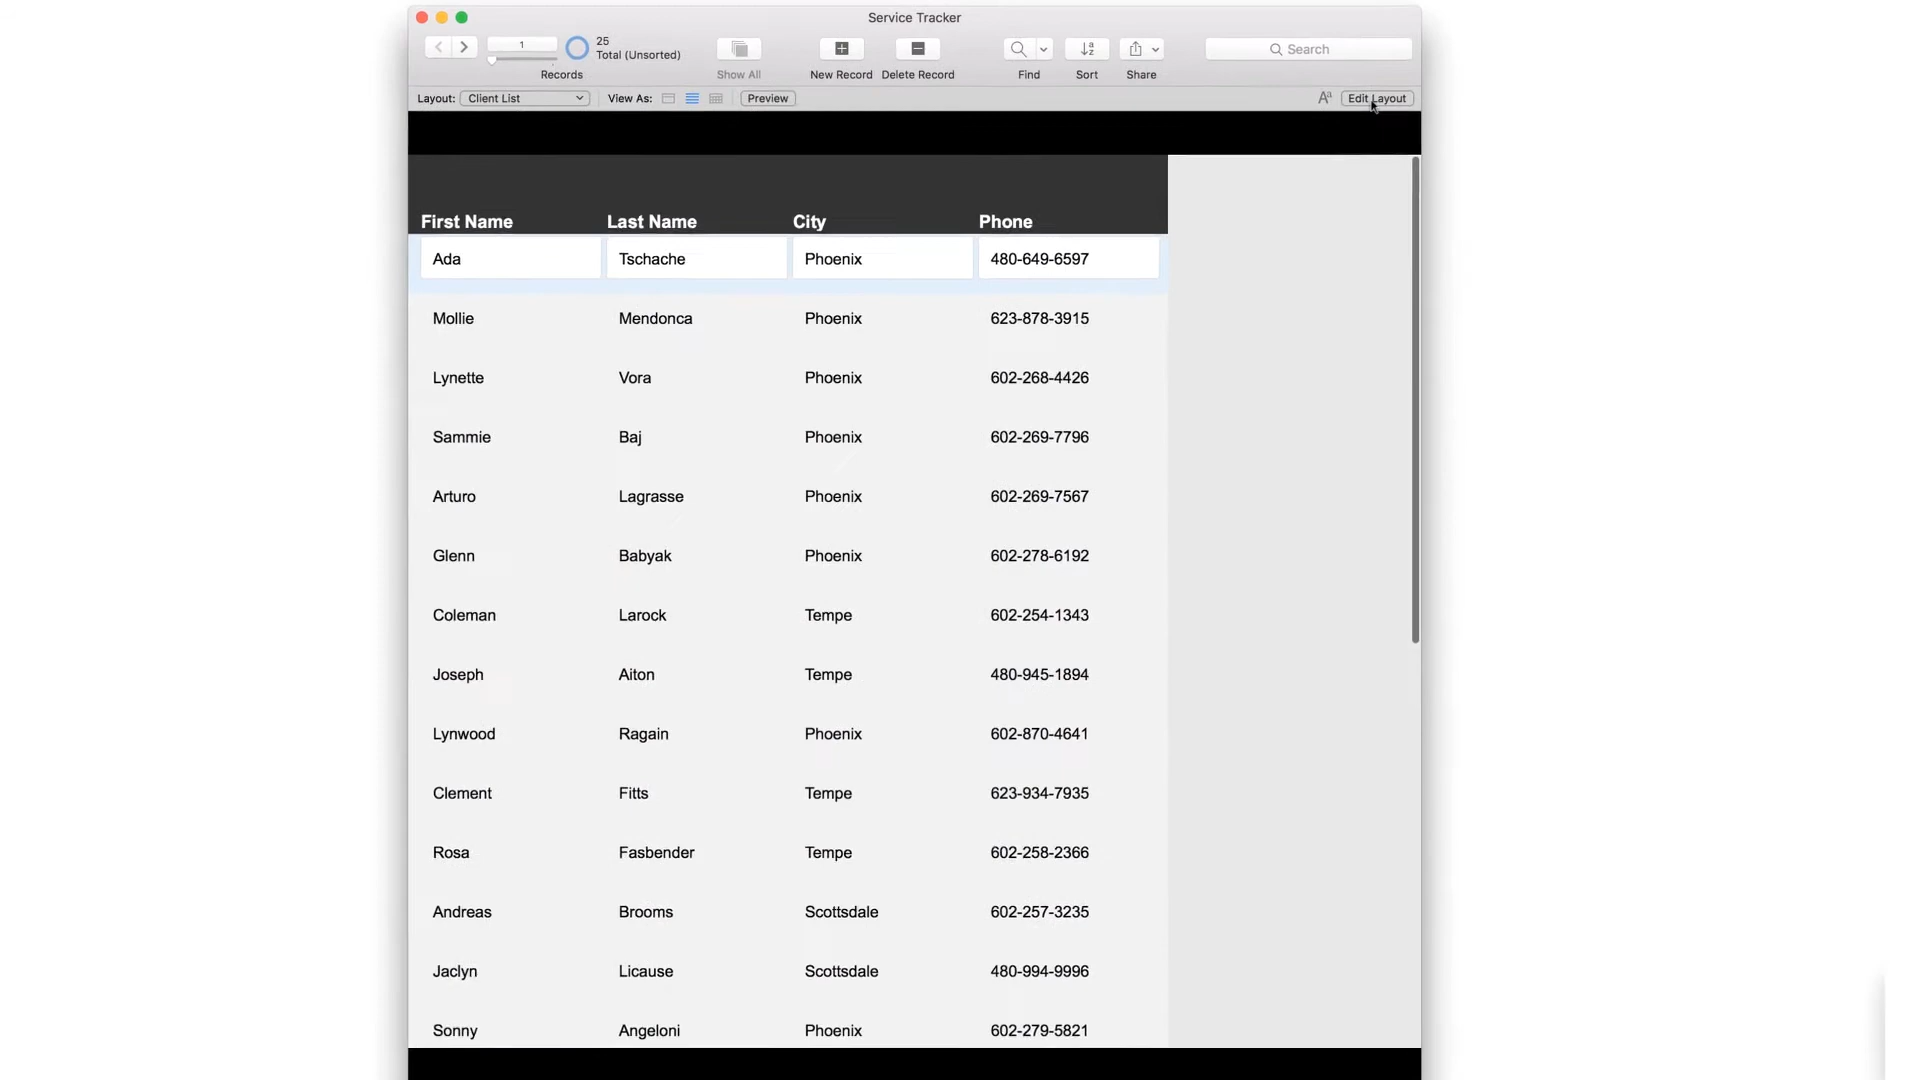 Service Tracker
1
25
Total (Unsorted)
Records
Show All
New Record
Delete Record
Find
Sort
Share
Search
Layout: Client List
View As:
Preview
Aa
Edit Layout
First Name Last Name City Phone
Ada Tschache Phoenix 480-649-6597
Mollie Mendonca Phoenix 623-878-3915
Lynette Vora Phoenix 602-268-4426
Sammie Baj Phoenix 602-269-7796
Arturo Lagrasse Phoenix 602-269-7567
Glenn Babyak Phoenix 602-278-6192
Coleman Larock Tempe 602-254-1343
Joseph Aiton Tempe 480-945-1894
Lynwood Ragain Phoenix 602-870-4641
Clement Fitts Tempe 623-934-7935
Rosa Fasbender Tempe 602-258-2366
Andreas Brooms Scottsdale 602-257-3235
Jaclyn Licause Scottsdale 480-994-9996
Sonny Angeloni Phoenix 602-279-5821